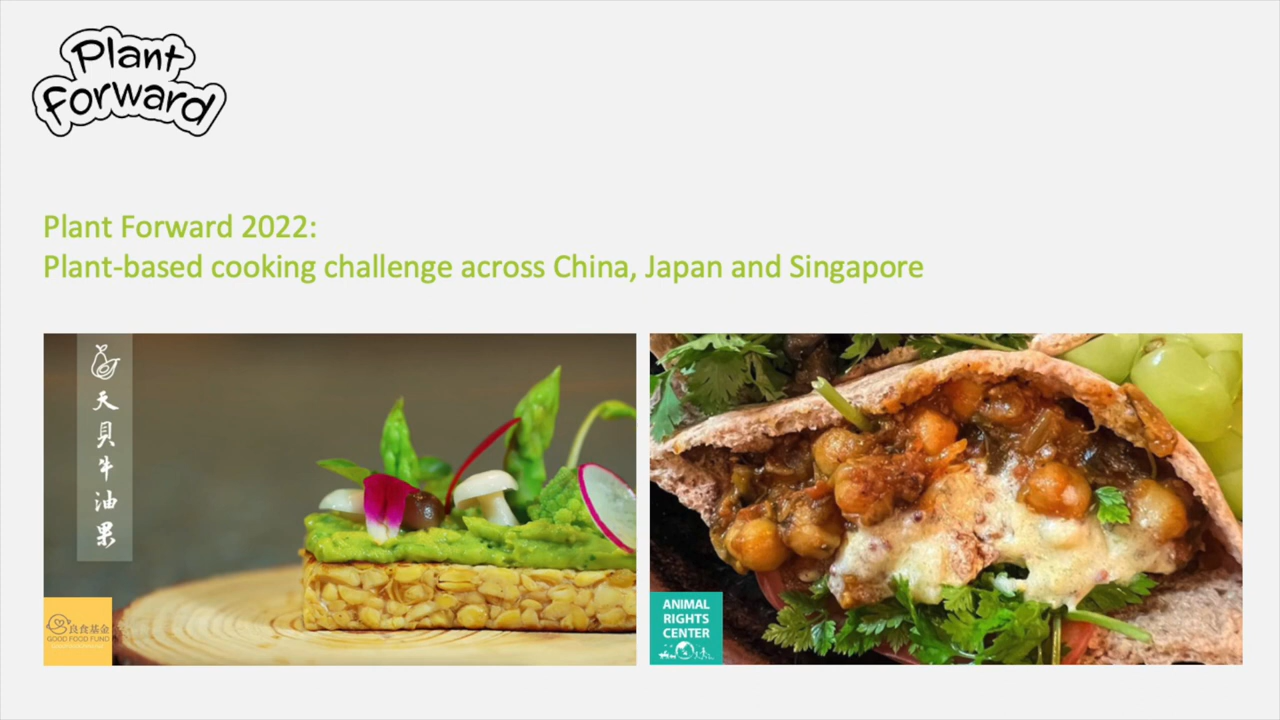 Plant
Forward
Plant Forward 2022:
Plant-based cooking challenge across China, Japan and Singapore
天貝牛油果
良食基金
GOOD FOOD FUND
ANIMAL
RIGHTS
CENTER